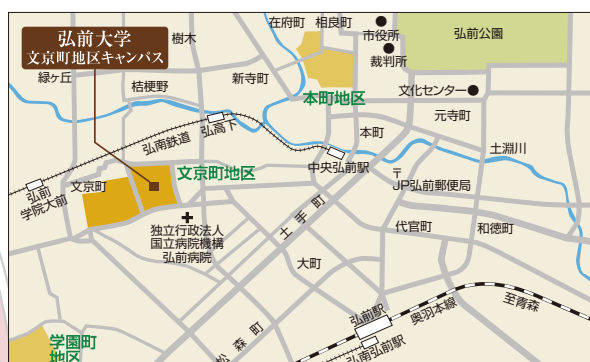 弘前大学
文京町地区キャンパス
樹木
在府町
相良町
市役所
裁判所
弘前公園
緑ヶ丘
桔梗野
新寺町
本町地区
文化センター
元寺町
弘高下
弘南鉄道
本町
土淵川
中央弘前駅
〒
JP弘前郵便局
弘前
学院大前
文京町
文京町地区
独立行政法人
国立病院機構
弘前病院
土手町
代官町
和徳町
大町
弘前駅
奥羽本線
至青森
弘南弘前駅
松森町
学園町
地区